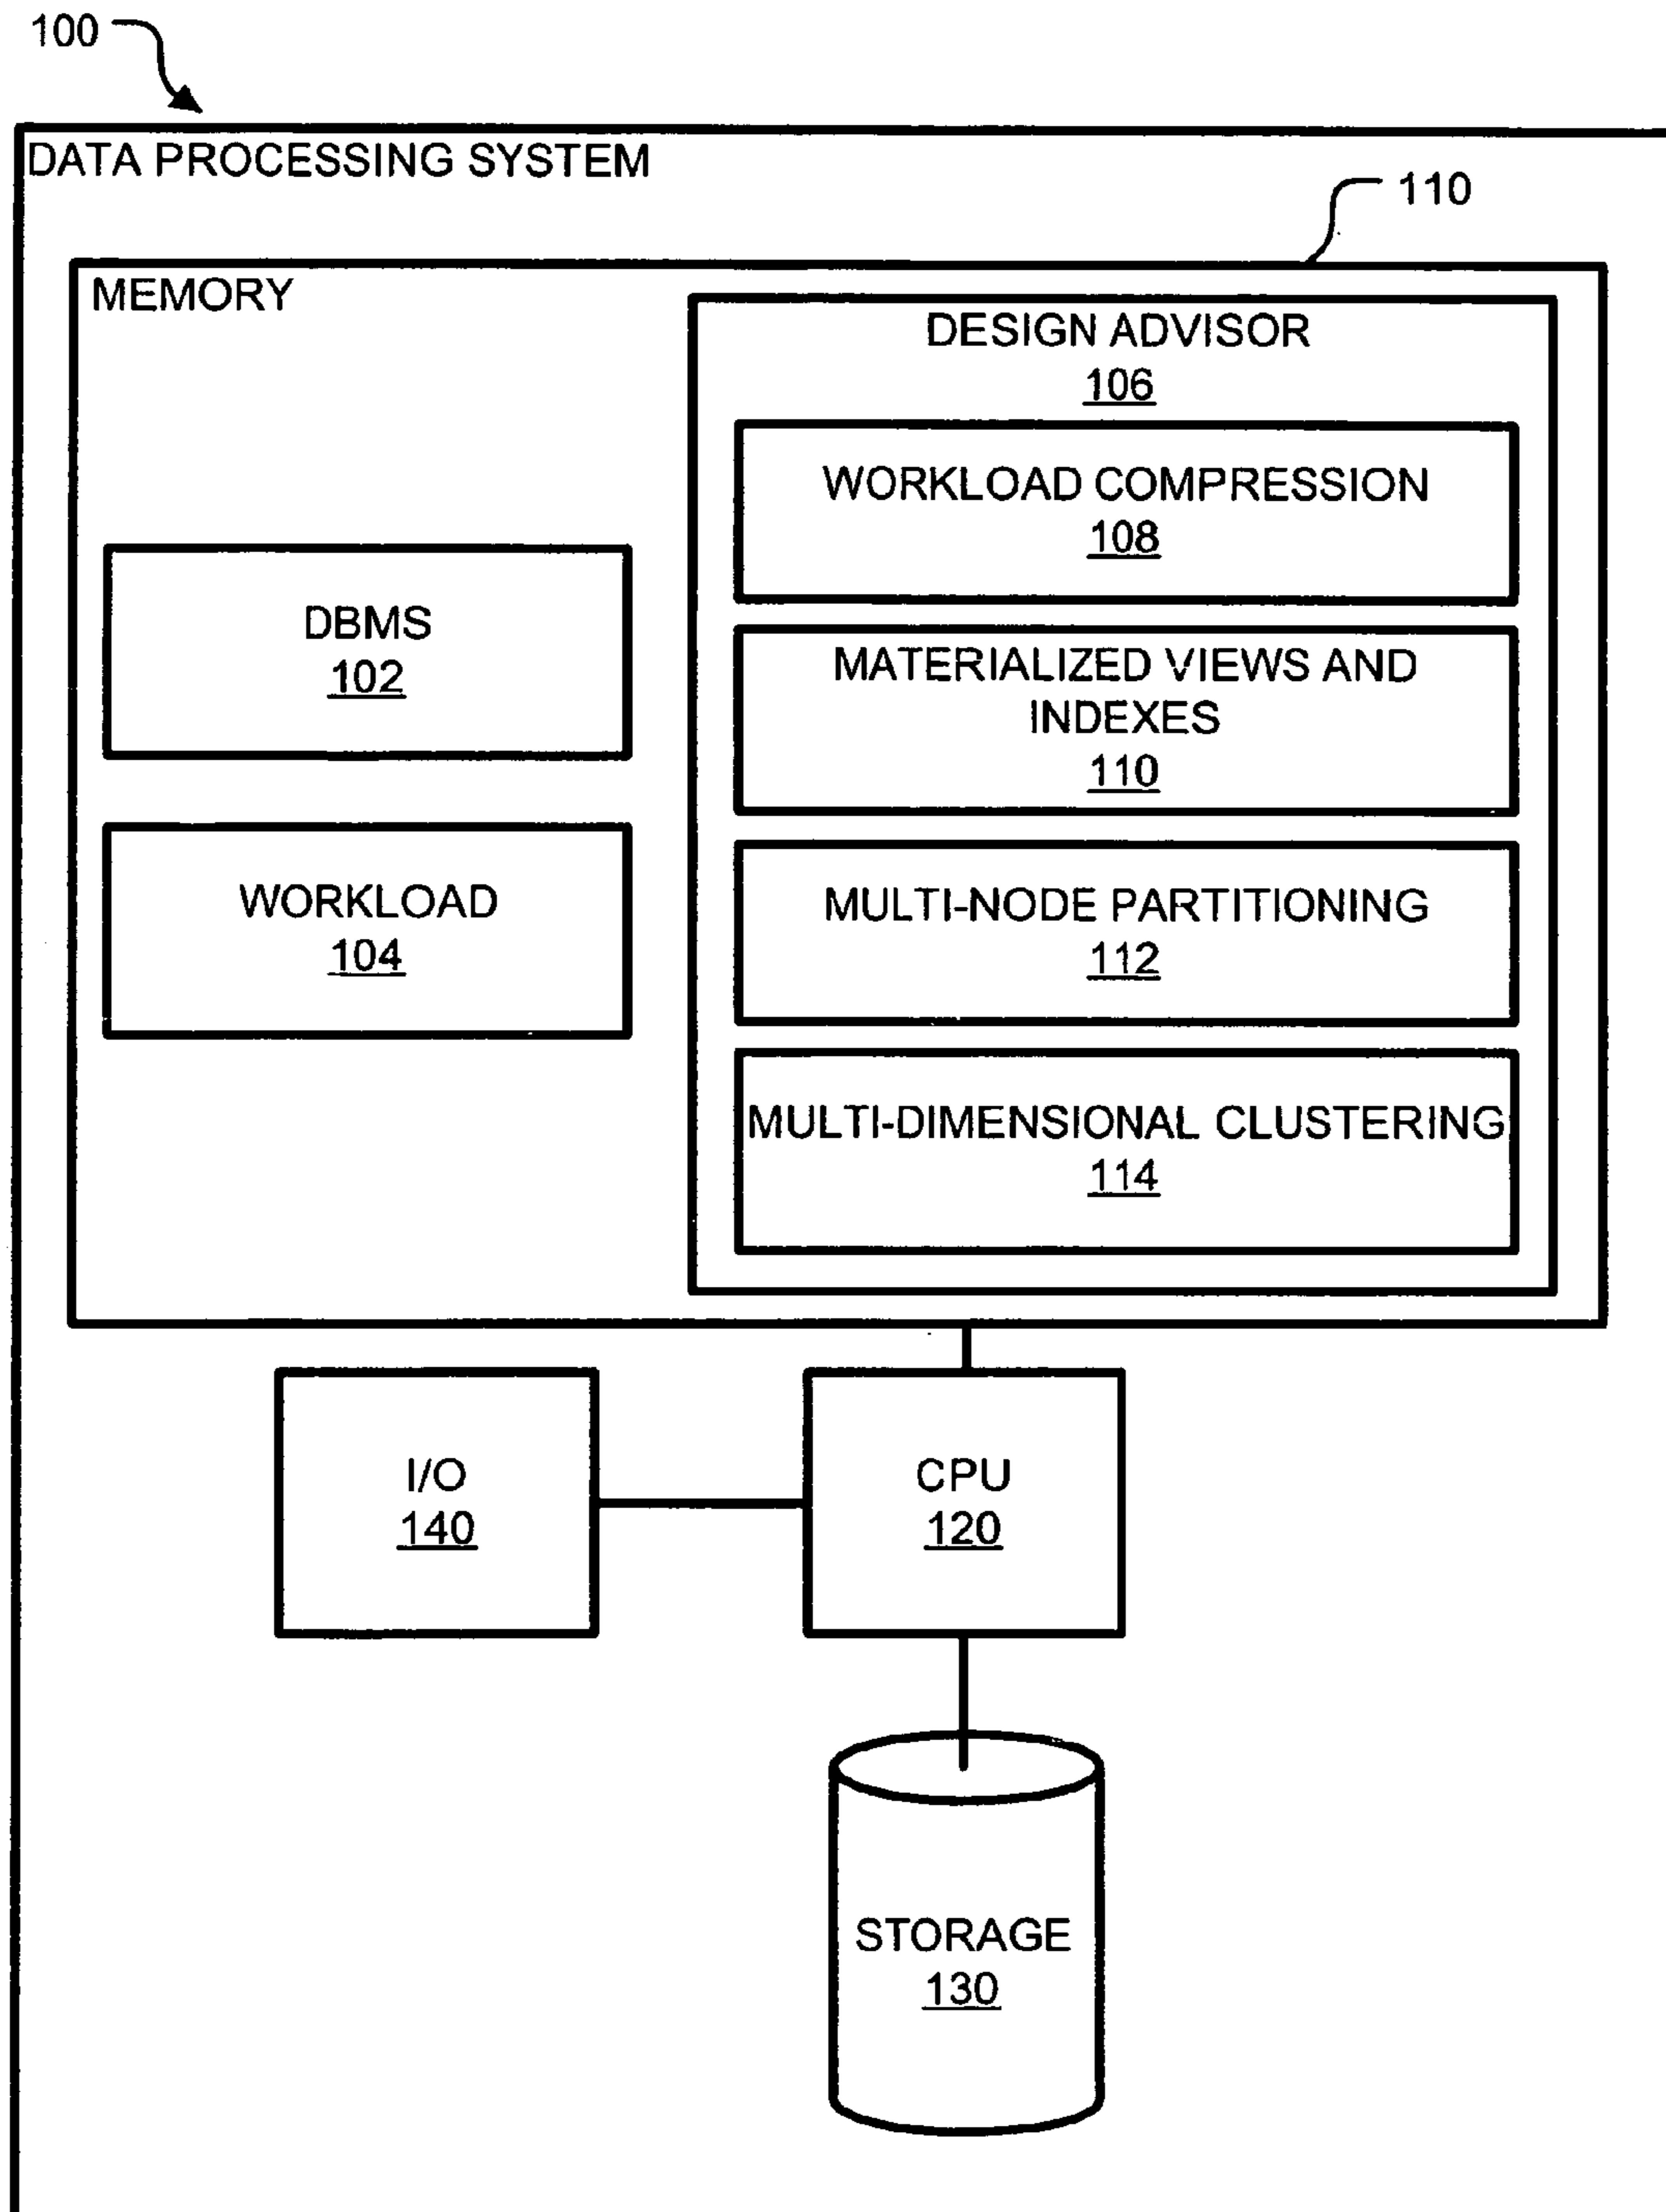 100
DATA PROCESSING SYSTEM
110
MEMORY
DESIGN ADVISOR
106
WORKLOAD COMPRESSION
108
DBMS
102
MATERIALIZED VIEWS AND
INDEXES
110
WORKLOAD
104
MULTI-NODE PARTITIONING
112
MULTI-DIMENSIONAL CLUSTERING
114
I/O
140
CPU
120
STORAGE
130